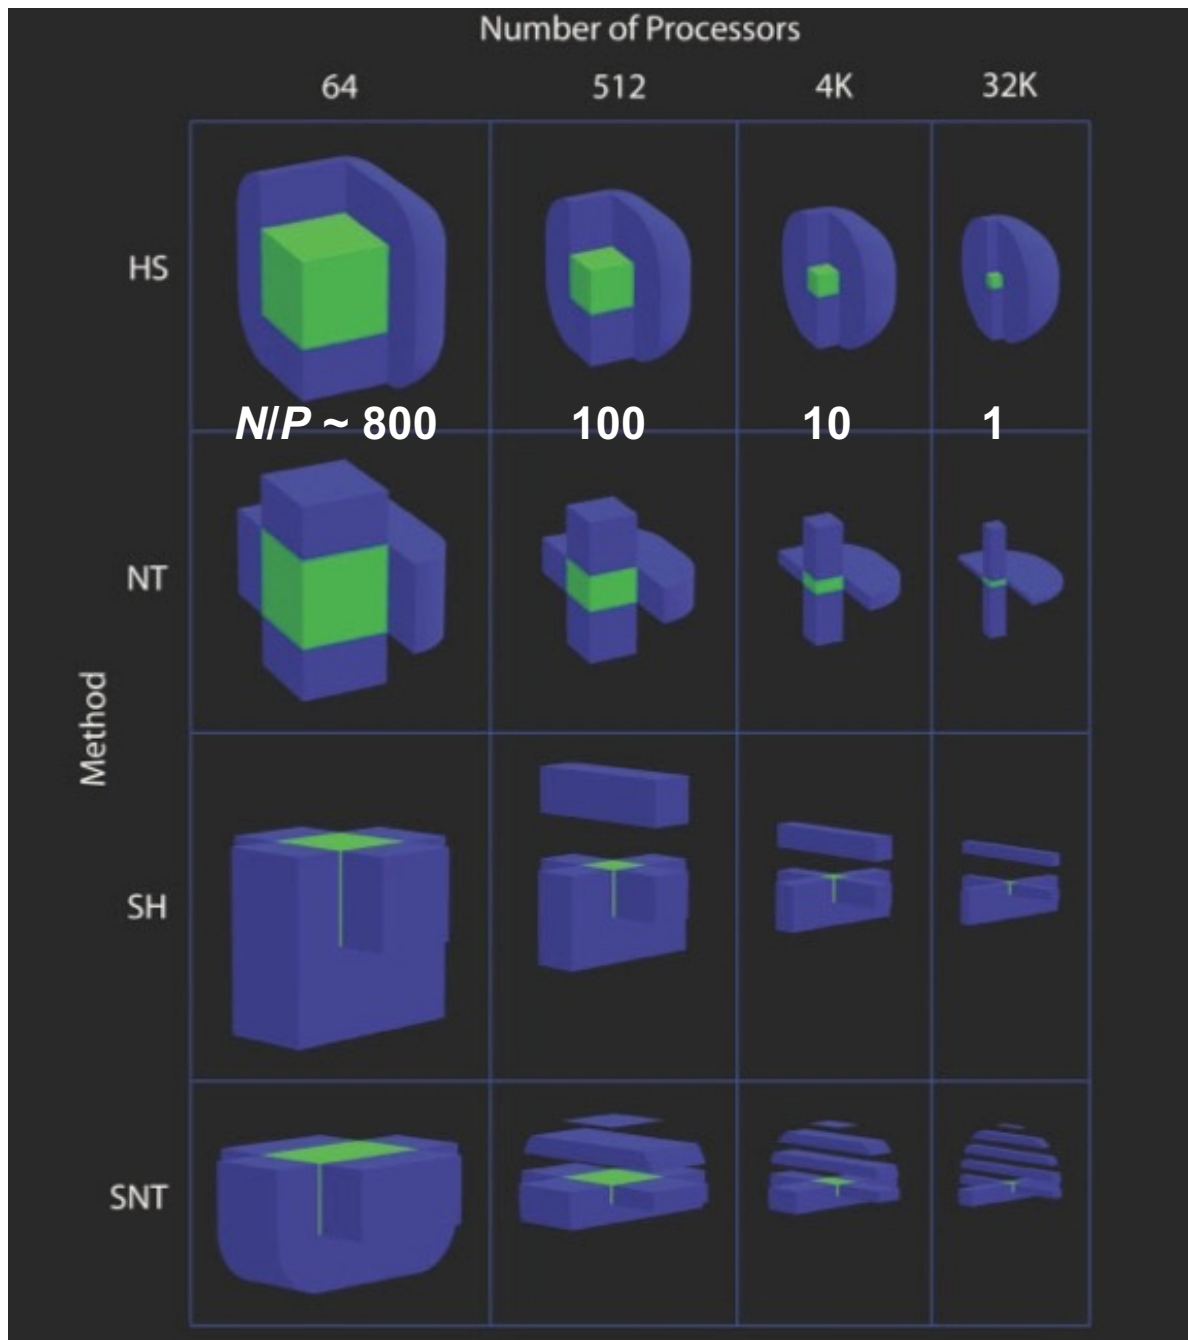 Number of Processors
64 512 4K 32K
HS
N/P ~ 800 100 10 1
NT
Method
SH
SNT